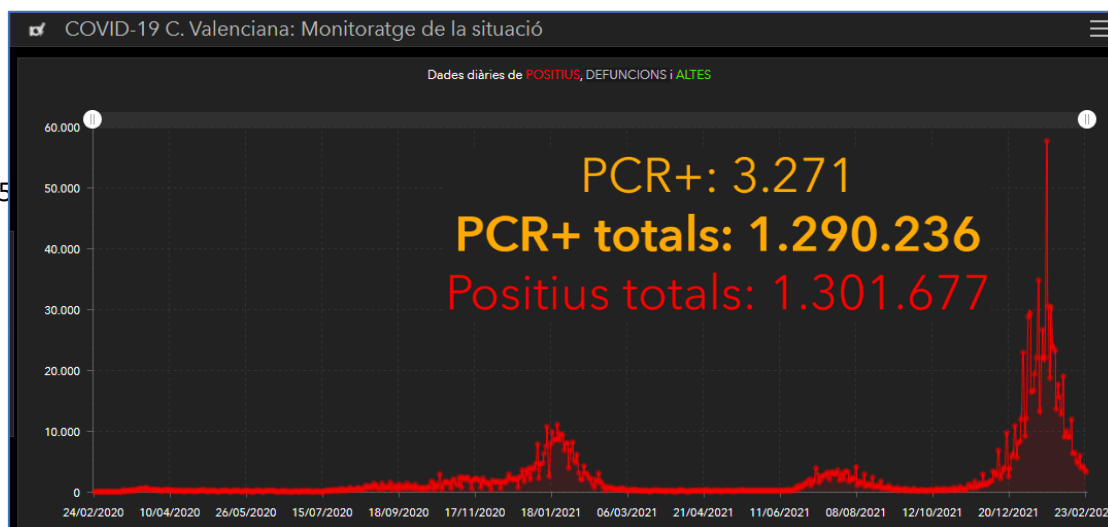 COVID-19 C. Valenciana: Monitoratge de la situació
Dades diàries de POSITIUS, DEFUNCIONS i ALTES
PCR+: 3.271
PCR+ totals: 1.290.236
Positius totals: 1.301.677
60.000
50.000
5
40.000
30.000
20.000
10.000
0
24/02/2020 10/04/2020 26/05/2020 15/07/2020 18/09/2020 17/11/2020 18/01/2021 06/03/2021 21/04/2021 11/06/2021 08/08/2021 12/10/2021 20/12/2021 23/02/202